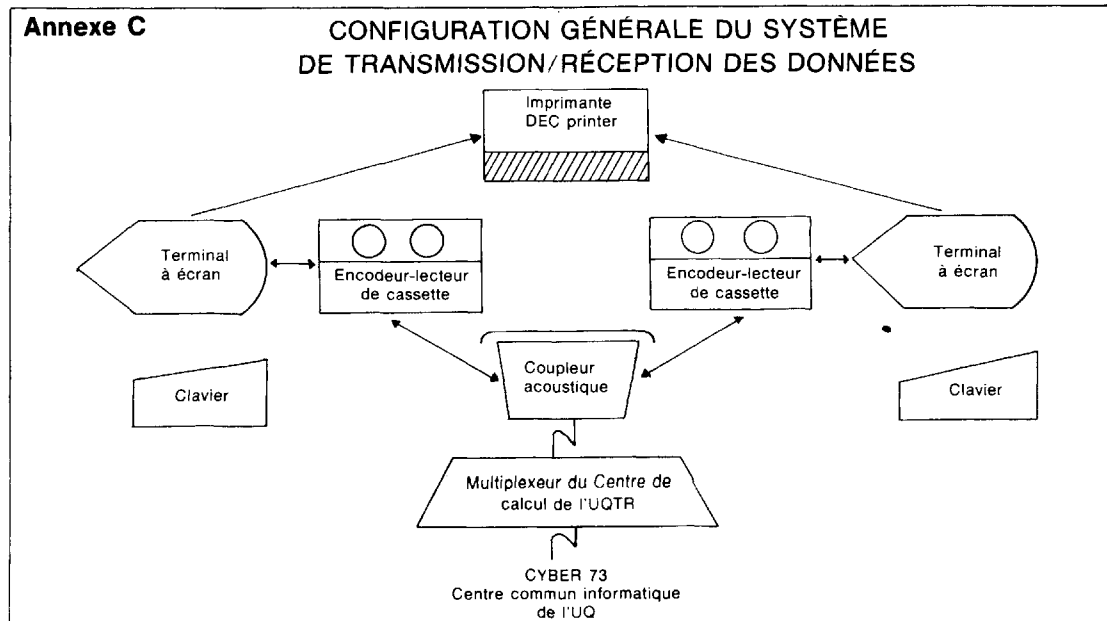 Annexe C
CONFIGURATION GÉNÉRALE DU SYSTÈME
DE TRANSMISSION/RÉCEPTION DES DONNÉES
Imprimante
DEC printer
Terminal
à écran
Encodeur-lecteur
de cassette
Encodeur-lecteur
de cassette
Terminal
à écran
Clavier
Coupleur
acoustique
Clavier
Multiplexeur du Centre de
calcul de l'UQTR
CYBER 73
Centre commun informatique
de l'UQ